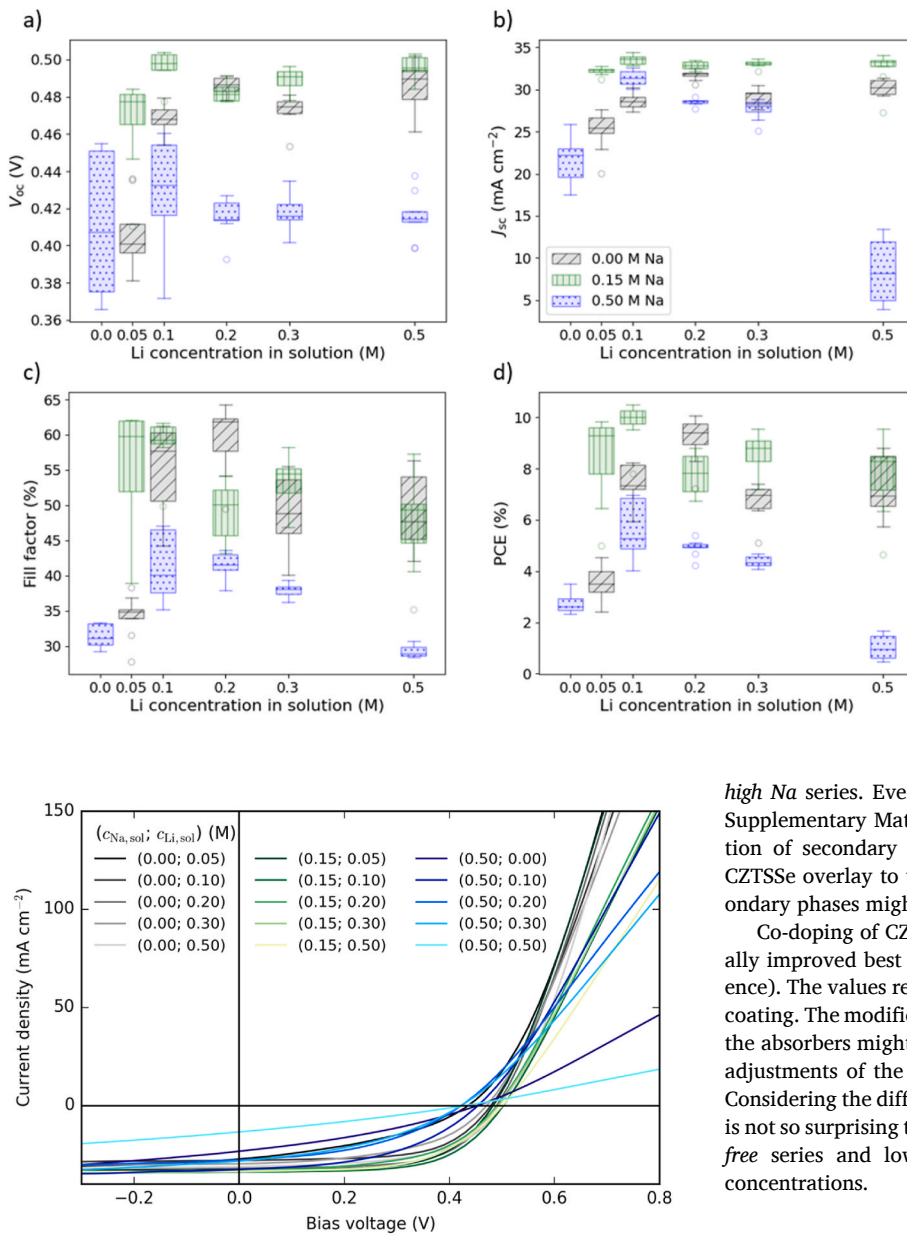 a)
0.50
0.48
0.46
0.44
0.42
0.40
0.38
0.36
V_oc (V)
0.0 0.05 0.1 0.2 0.3 0.5
Li concentration in solution (M)
b)
35
30
25
20
15
10
5
J_sc (mA cm⁻²)
0.00 M Na
0.15 M Na
0.50 M Na
0.0 0.05 0.1 0.2 0.3 0.5
Li concentration in solution (M)
c)
65
60
55
50
45
40
35
30
Fill factor (%)
0.0 0.05 0.1 0.2 0.3 0.5
Li concentration in solution (M)
d)
10
8
6
4
2
0
PCE (%)
0.0 0.05 0.1 0.2 0.3 0.5
Li concentration in solution (M)
150
100
50
0
Current density (mA cm⁻²)
(c_Na,sol; c_Li,sol) (M)
(0.00; 0.05) (0.15; 0.05) (0.50; 0.00)
(0.00; 0.10) (0.15; 0.10) (0.50; 0.10)
(0.00; 0.20) (0.15; 0.20) (0.50; 0.20)
(0.00; 0.30) (0.15; 0.30) (0.50; 0.30)
(0.00; 0.50) (0.15; 0.50) (0.50; 0.50)
−0.2 0.0 0.2 0.4 0.6 0.8
Bias voltage (V)
high Na series. Ever
Supplementary Mat
tion of secondary
CZTSSe overlay to
ondary phases migh
Co-doping of CZ
ally improved best
ence). The values re
coating. The modific
the absorbers might
adjustments of the
Considering the diff
is not so surprising t
free series and low
concentrations.